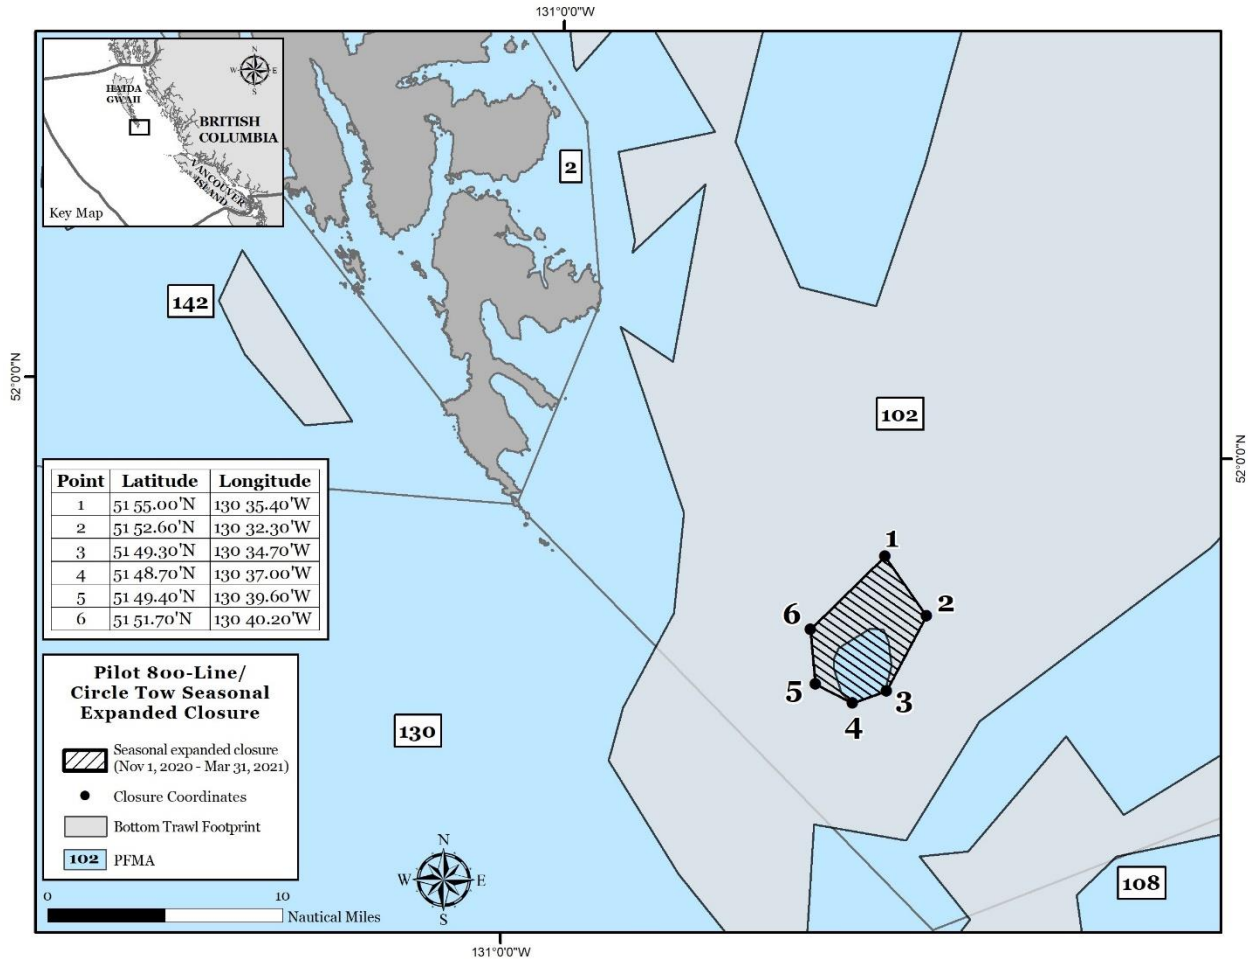 131°0'0"W
N
W E
S
HAIDA
GWAII
BRITISH
COLUMBIA
VANCOUVER
ISLAND
Key Map
2
142
52°0'0"N
102
52°0'0"N
Point Latitude Longitude
1 51 55.00'N 130 35.40'W
2 51 52.60'N 130 32.30'W
3 51 49.30'N 130 34.70'W
4 51 48.70'N 130 37.00'W
5 51 49.40'N 130 39.60'W
6 51 51.70'N 130 40.20'W
1
2
6
5
3
4
130
Pilot 800-Line/
Circle Tow Seasonal
Expanded Closure
Seasonal expanded closure
(Nov 1, 2020 - Mar 31, 2021)
Closure Coordinates
Bottom Trawl Footprint
102 PFMA
N
W E
S
108
0 10
Nautical Miles
131°0'0"W